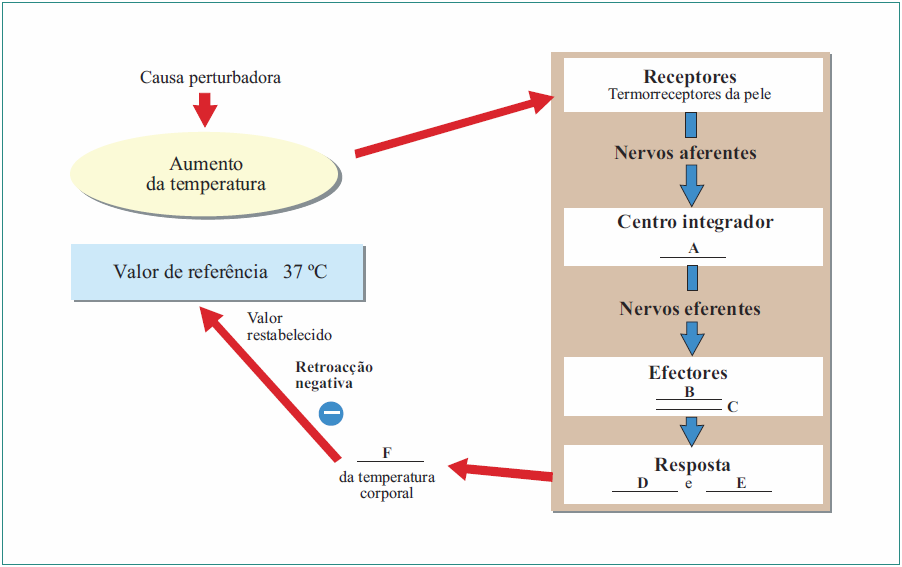 Causa perturbadora
Aumento
da temperatura
Valor de referência 37 ºC
Valor
restabelecido
Retroacção
negativa
F
da temperatura
corporal
Receptores
Termorreceptores da pele
Nervos aferentes
Centro integrador
A
Nervos eferentes
Efectores
B
C
Resposta
D e E